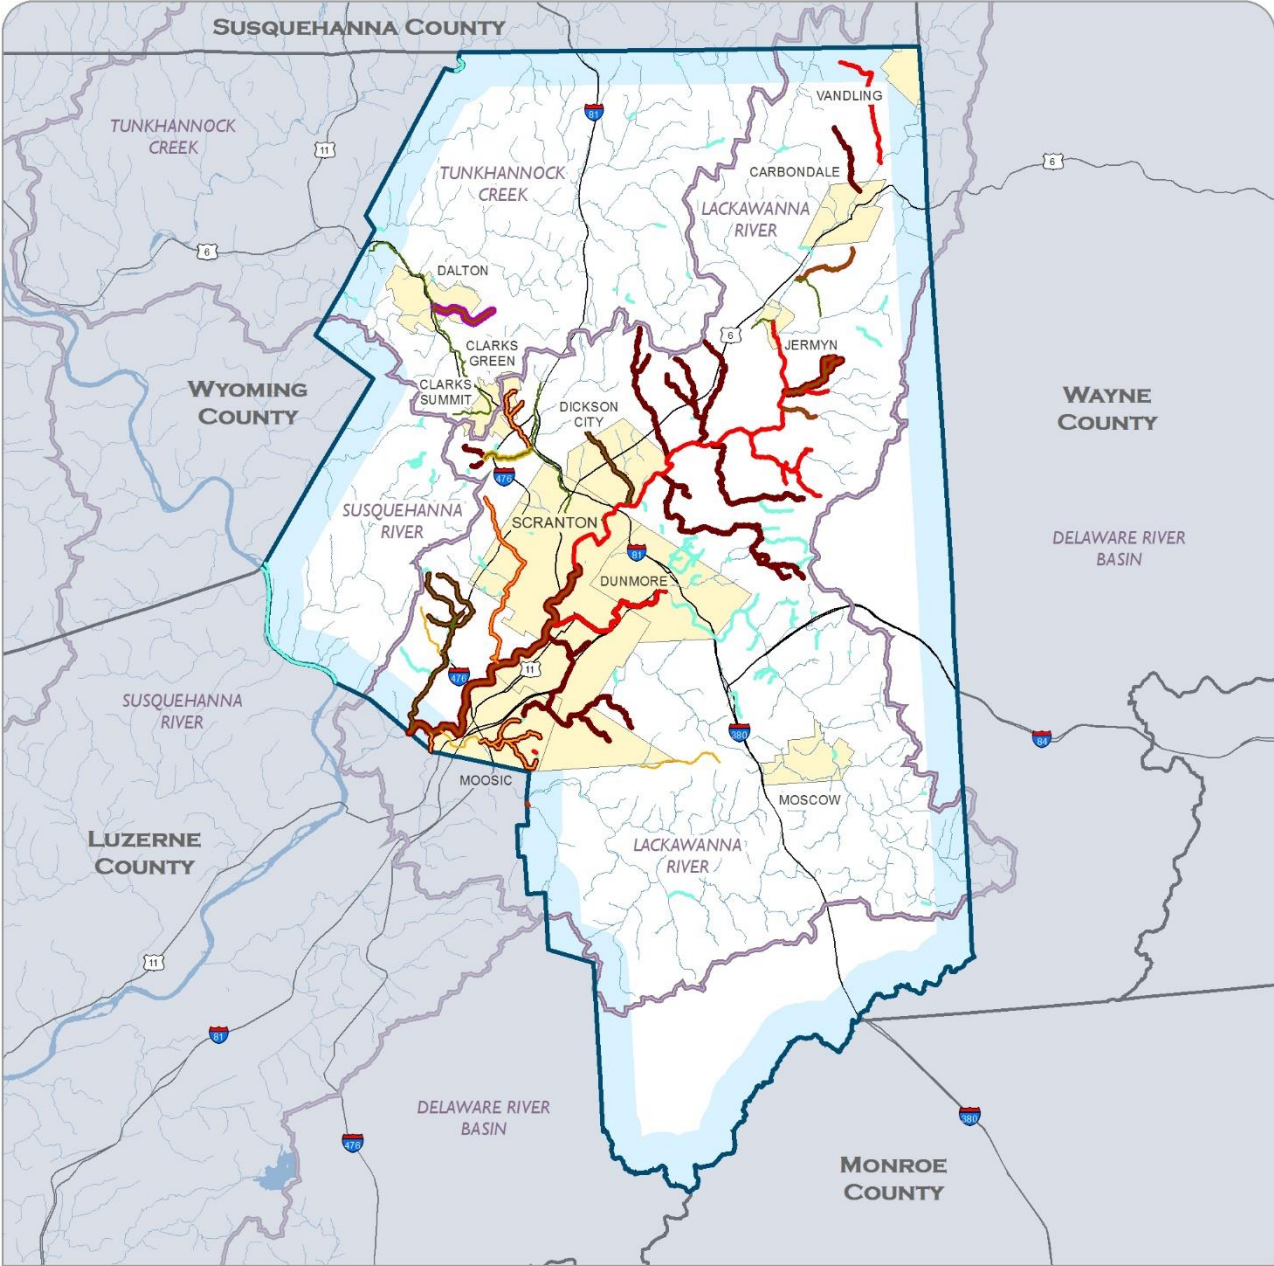 SUSQUEHANNA COUNTY
VANDLING
81
TUNKHANNOCK
CREEK
11
6
TUNKHANNOCK
CREEK
CARBONDALE
LACKAWANNA
RIVER
6
DALTON
6
JERMYN
CLARKS
GREEN
CLARKS
SUMMIT
WYOMING
COUNTY
WAYNE
COUNTY
DICKSON
CITY
476
SUSQUEHANNA
RIVER
SCRANTON
81
DELAWARE RIVER
BASIN
DUNMORE
11
476
SUSQUEHANNA
RIVER
380
84
MOOSIC
MOSCOW
LUZERNE
COUNTY
LACKAWANNA
RIVER
11
81
DELAWARE RIVER
BASIN
380
476
MONROE
COUNTY